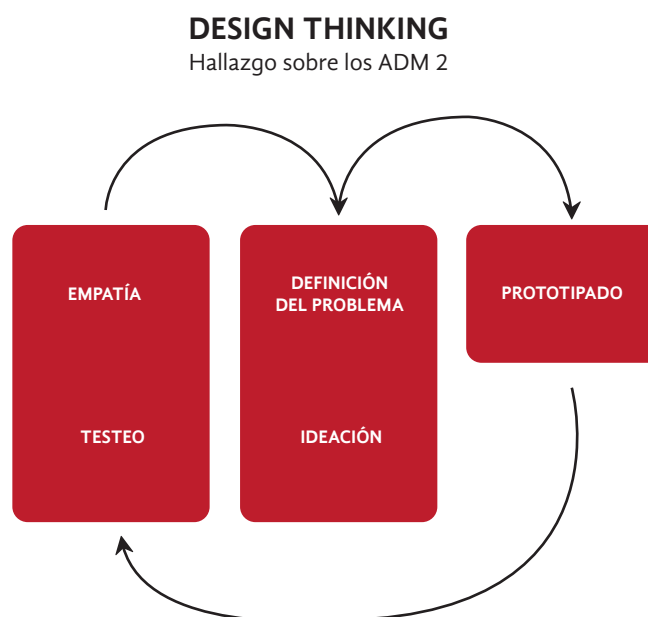 DESIGN THINKING
Hallazgo sobre los ADM 2
EMPATÍA
TESTEO
DEFINICIÓN
DEL PROBLEMA
IDEACIÓN
PROTOTIPADO